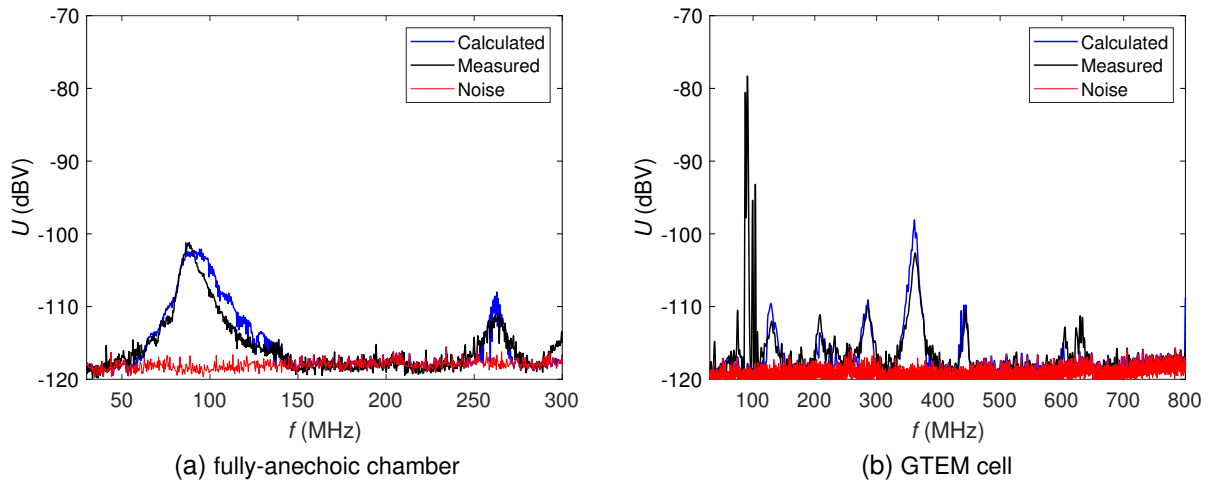 -70
-80
-90
-100
-110
-120
U (dBV)
50 100 150 200 250 300
f (MHz)
Calculated
Measured
Noise
(a) fully-anechoic chamber
-70
-80
-90
-100
-110
-120
U (dBV)
100 200 300 400 500 600 700 800
f (MHz)
Calculated
Measured
Noise
(b) GTEM cell